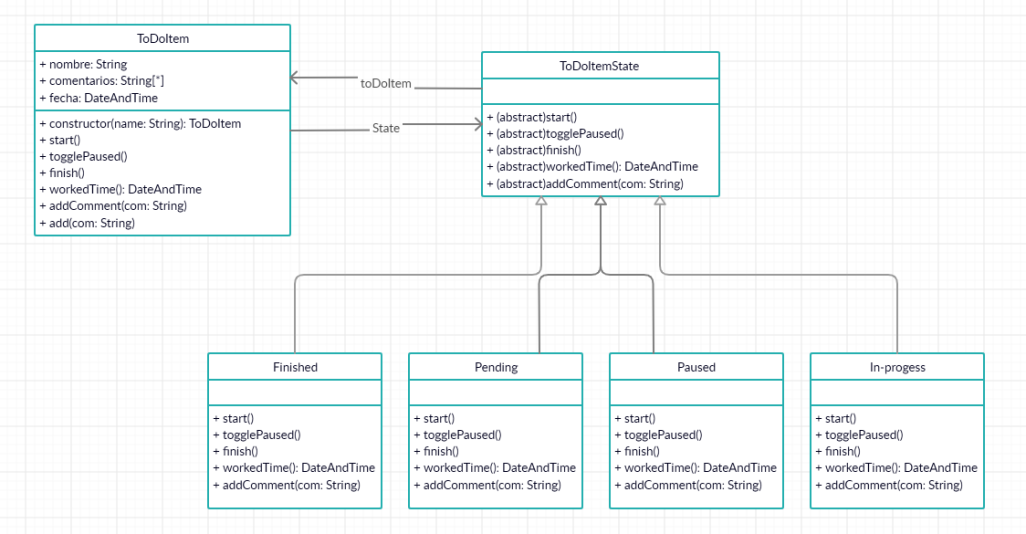 ToDoItem
+ nombre: String
+ comentarios: String[*]
+ fecha: DateAndTime
+ constructor(name: String): ToDoItem
+ start()
+ togglePaused()
+ finish()
+ workedTime(): DateAndTime
+ addComment(com: String)
+ add(com: String)
toDoItem
State
ToDoItemState
+ (abstract)start()
+ (abstract)togglePaused()
+ (abstract)finish()
+ (abstract)workedTime(): DateAndTime
+ (abstract)addComment(com: String)
Finished
+ start()
+ togglePaused()
+ finish()
+ workedTime(): DateAndTime
+ addComment(com: String)
Pending
+ start()
+ togglePaused()
+ finish()
+ workedTime(): DateAndTime
+ addComment(com: String)
Paused
+ start()
+ togglePaused()
+ finish()
+ workedTime(): DateAndTime
+ addComment(com: String)
In-progess
+ start()
+ togglePaused()
+ finish()
+ workedTime(): DateAndTime
+ addComment(com: String)